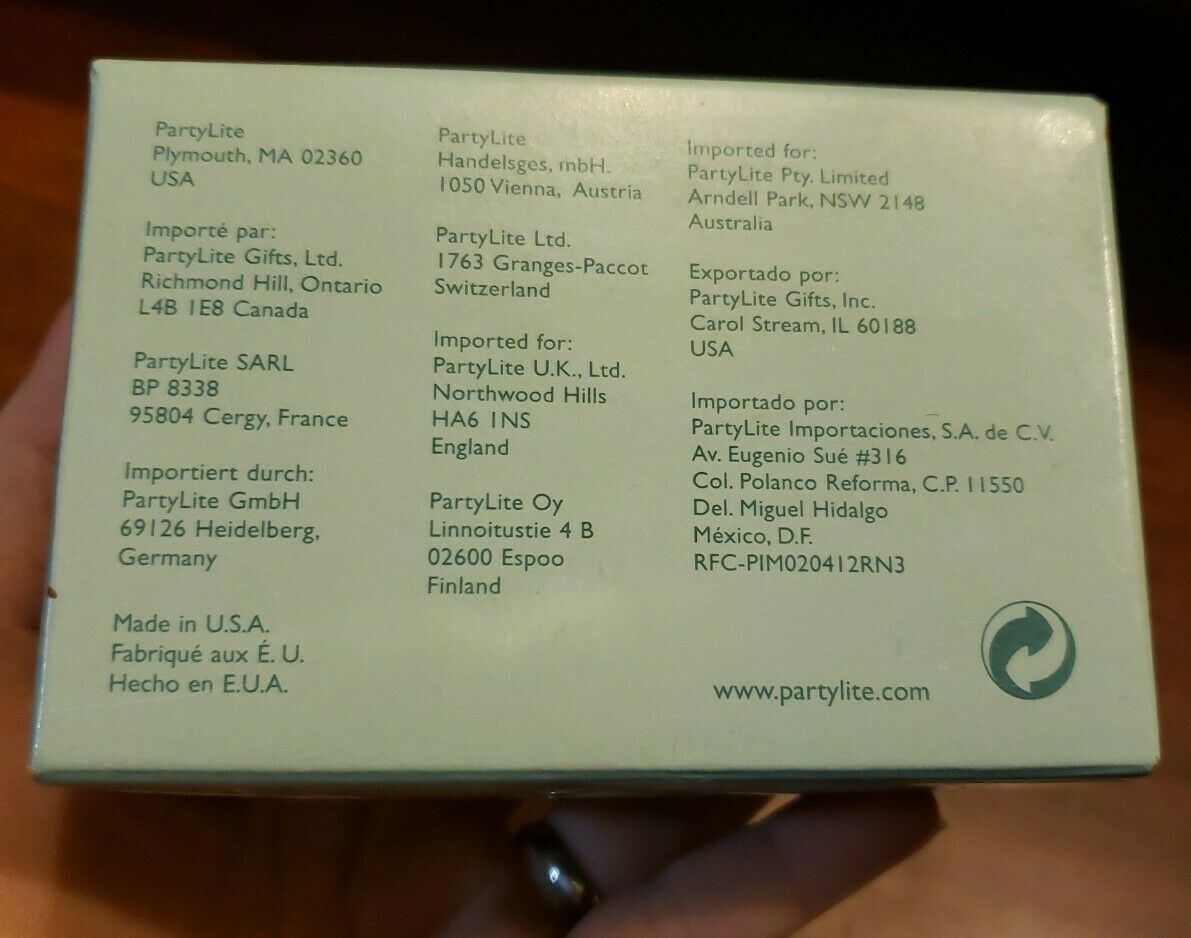 PartyLite
Plymouth, MA 02360
USA
Importé par:
PartyLite Gifts, Ltd.
Richmond Hill, Ontario
L4B 1E8 Canada
PartyLite SARL
BP 8338
95804 Cergy, France
Importiert durch:
PartyLite GmbH
69126 Heidelberg,
Germany
Made in U.S.A.
Fabriqué aux É. U.
Hecho en E.U.A.
PartyLite
Handelsges, mbH.
1050 Vienna, Austria
PartyLite Ltd.
1763 Granges-Paccot
Switzerland
Imported for:
PartyLite U.K., Ltd.
Northwood Hills
HA6 1NS
England
PartyLite Oy
Linnoitustie 4 B
02600 Espoo
Finland
Imported for:
PartyLite Pty. Limited
Arndell Park, NSW 2148
Australia
Exportado por:
PartyLite Gifts, Inc.
Carol Stream, IL 60188
USA
Importado por:
PartyLite Importaciones, S.A. de C.V.
Av. Eugenio Sué #316
Col. Polanco Reforma, C.P. 11550
Del. Miguel Hidalgo
México, D.F.
RFC-PIM020412RN3
www.partylite.com